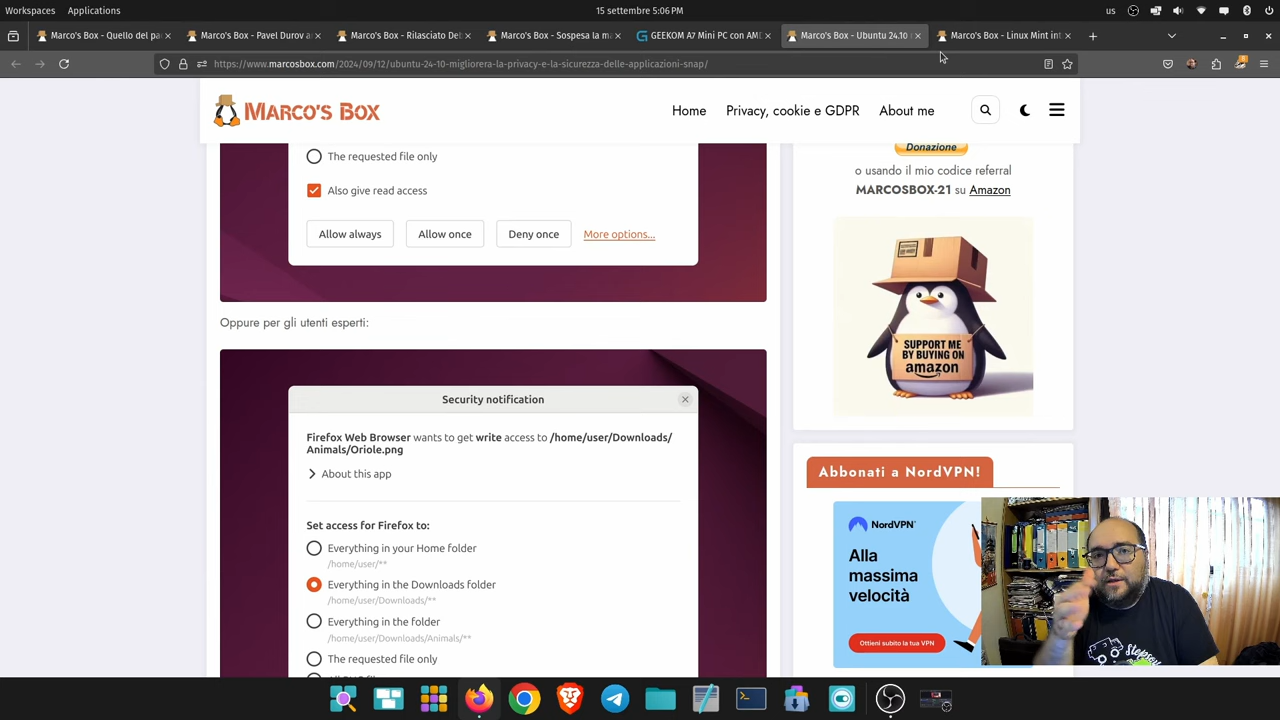 Workspaces
Applications
15 settembre 5:06 PM
us
Marco's Box - Quello del pa
Marco's Box - Pavel Durov a
Marco's Box - Rilasciato Del
Marco's Box - Sospesa la m
GEEKOM A7 Mini PC con AMD
Marco's Box - Ubuntu 24.10
Marco's Box - Linux Mint int
https://www.marcosbox.com/2024/09/12/ubuntu-24-10-migliorera-la-privacy-e-la-sicurezza-delle-applicazioni-snap/
MARCO'S BOX
Home
Privacy, cookie e GDPR
About me
The requested file only
Also give read access
Allow always
Allow once
Deny once
More options...
Oppure per gli utenti esperti:
Security notification
Firefox Web Browser wants to get write access to /home/user/Downloads/
Animals/Oriole.png
About this app
Set access for Firefox to:
Everything in your Home folder
/home/user/**
Everything in the Downloads folder
/home/user/Downloads/**
Everything in the folder
/home/user/Downloads/Animals/**
The requested file only
Donazione
o usando il mio codice referral
MARCOSBOX-21 su Amazon
SUPPORT ME
BY BUYING ON
amazon
Abbonati a NordVPN!
NordVPN
Alla
massima
velocità
Ottieni subito la tua VPN